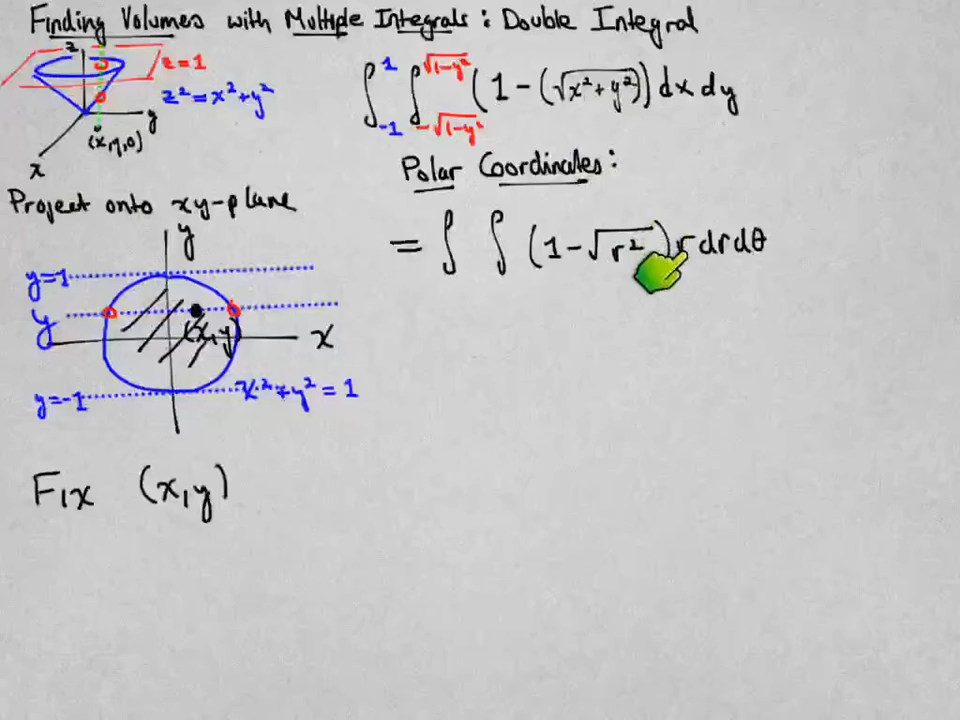 Finding Volumes with Multiple Integrals : Double Integral
z
z=1
z²=x²+y²
y
(x,y,0)
x
∫₋₁¹ ∫_{-√(1-y²)}^{√(1-y²)} (1-(√(x²+y²))) dx dy
Polar Coordinates:
= ∫ ∫ (1-√r²) r dr dθ
Project onto xy-plane
y
y=1
y
(x,y)
x
y=-1
x²+y²=1
Fix (x,y)